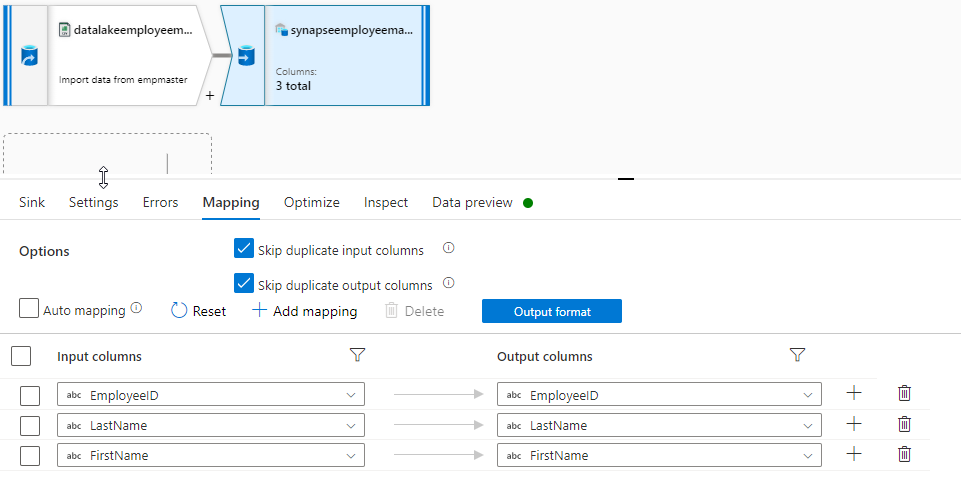 datalakeemployeem...
Import data from empmaster
+
synapseemployeema...
Columns:
3 total
Sink Settings Errors Mapping Optimize Inspect Data preview
Options
Skip duplicate input columns
Skip duplicate output columns
Auto mapping Reset Add mapping Delete Output format
Input columns Output columns
abc EmployeeID abc EmployeeID
abc LastName abc LastName
abc FirstName abc FirstName